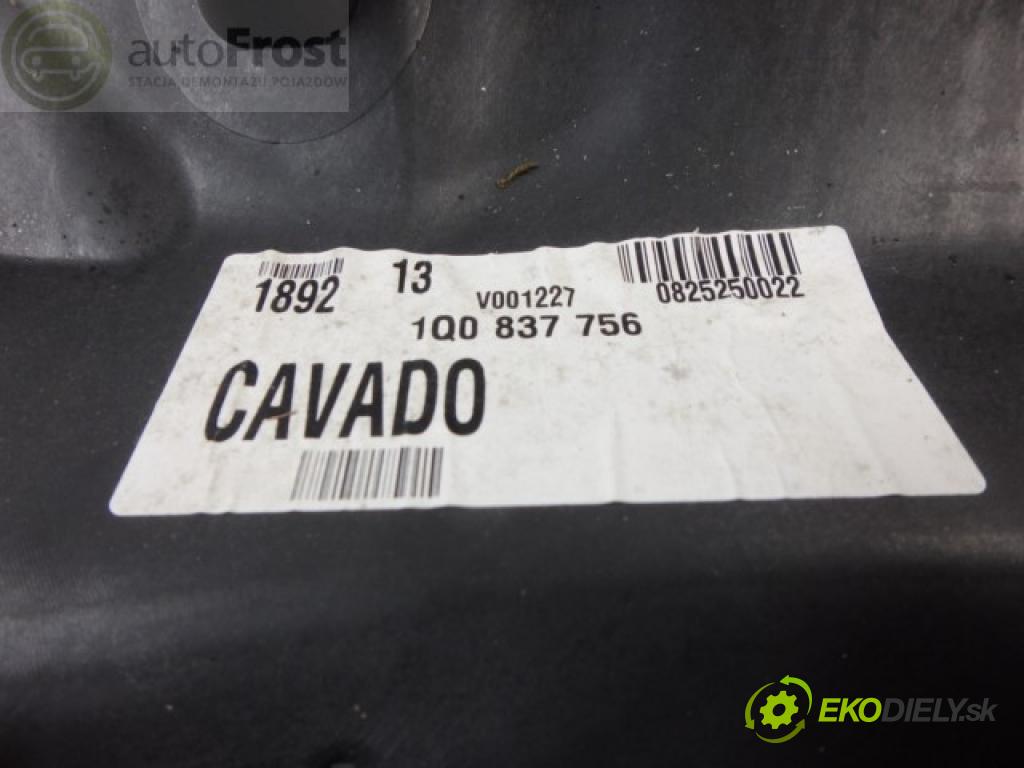 autoFrost
STACJA DEMONTAŻU POJAZDÓW
1892 13 V001227 0825250022
1Q0 837 756
CAVADO
EKODIELY.sk